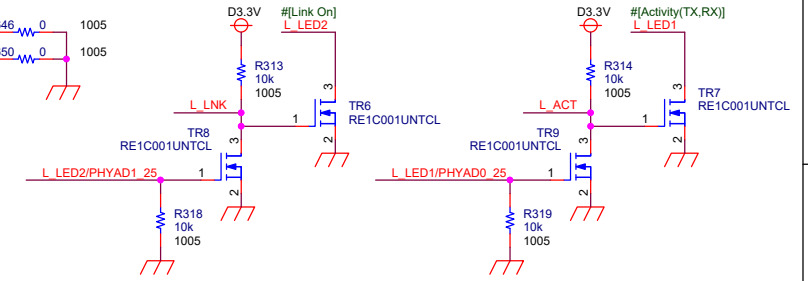 D3.3V
#[Link On]
L_LED2
D3.3V
#[Activity(TX,RX)]
L_LED1
0
1005
0
1005
R313
10k
1005
3
TR6
RE1C001UNTCL
1
2
L_LNK
TR8
RE1C001UNTCL
3
1
2
L_LED2/PHYAD1_25
R318
10k
1005
R314
10k
1005
3
TR7
RE1C001UNTCL
1
2
L_ACT
TR9
RE1C001UNTCL
3
1
2
L_LED1/PHYAD0_25
R319
10k
1005